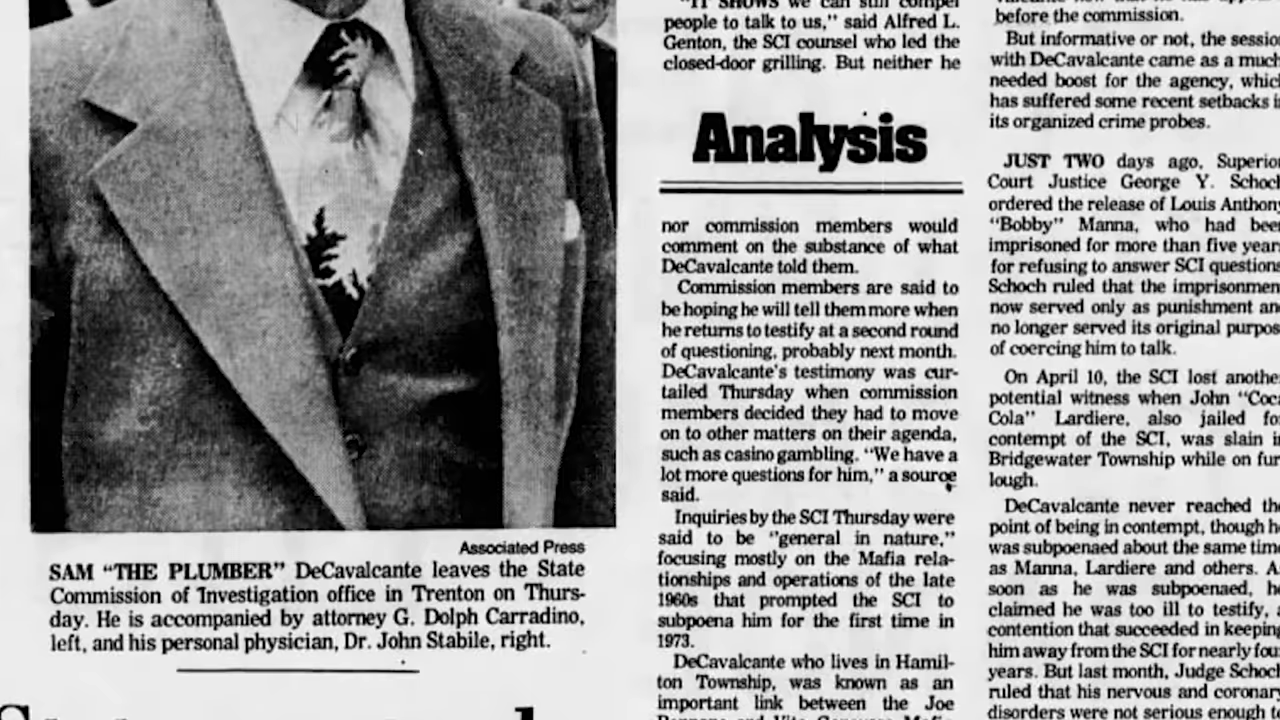 Associated Press
SAM "THE PLUMBER" DeCavalcante leaves the State
Commission of Investigation office in Trenton on Thurs-
day. He is accompanied by attorney G. Dolph Carradino,
left, and his personal physician, Dr. John Stabile, right.
"IT SHOWS we can still compel
people to talk to us," said Alfred L.
Genton, the SCI counsel who led the
closed-door grilling. But neither he
Analysis
nor commission members would
comment on the substance of what
DeCavalcante told them.
Commission members are said to
be hoping he will tell them more when
he returns to testify at a second round
of questioning, probably next month.
DeCavalcante's testimony was cur-
tailed Thursday when commission
members decided they had to move
on to other matters on their agenda,
such as casino gambling. "We have a
lot more questions for him," a source
said.
Inquiries by the SCI Thursday were
said to be "general in nature,"
focusing mostly on the Mafia rela-
tionships and operations of the late
1960s that prompted the SCI to
subpoena him for the first time in
1973.
DeCavalcante who lives in Hamil-
ton Township, was known as an
important link between the Joe
before the commission.
But informative or not, the session
with DeCavalcante came as a much
needed boost for the agency, which
has suffered some recent setbacks in
its organized crime probes.
JUST TWO days ago, Superior
Court Justice George Y. Schoch
ordered the release of Louis Anthony
"Bobby" Manna, who had been
imprisoned for more than five year
for refusing to answer SCI questions
Schoch ruled that the imprisonmen
now served only as punishment an
no longer served its original purpos
of coercing him to talk.
On April 10, the SCI lost another
potential witness when John "Coca
Cola" Lardiere, also jailed fo
contempt of the SCI, was slain i
Bridgewater Township while on fur
lough.
DeCavalcante never reached the
point of being in contempt, though he
was subpoenaed about the same time
as Manna, Lardiere and others. A
soon as he was subpoenaed, he
claimed he was too ill to testify,
contention that succeeded in keeping
him away from the SCI for nearly four
years. But last month, Judge Schoch
ruled that his nervous and coronary
disorders were not serious enough to